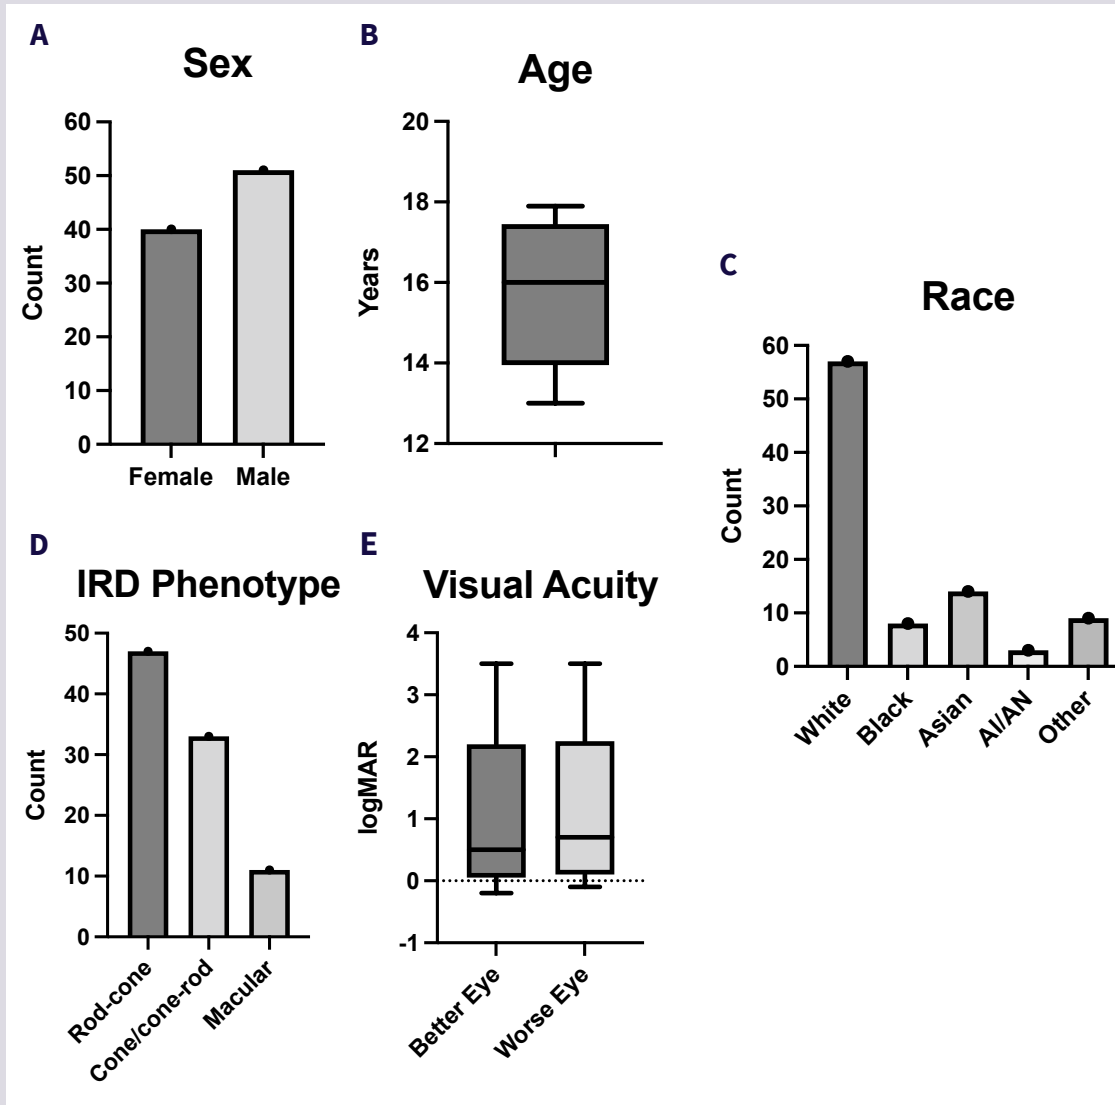 A
Sex
60
50
40
30
20
10
0
Count
Female Male
B
Age
20
18
16
14
12
Years
C
Race
60
50
40
30
20
10
0
Count
White
Black
Asian
AI/AN
Other
D
IRD Phenotype
50
40
30
20
10
0
Count
Rod-cone
Cone/cone-rod
Macular
E
Visual Acuity
4
3
2
1
0
-1
logMAR
Better Eye
Worse Eye